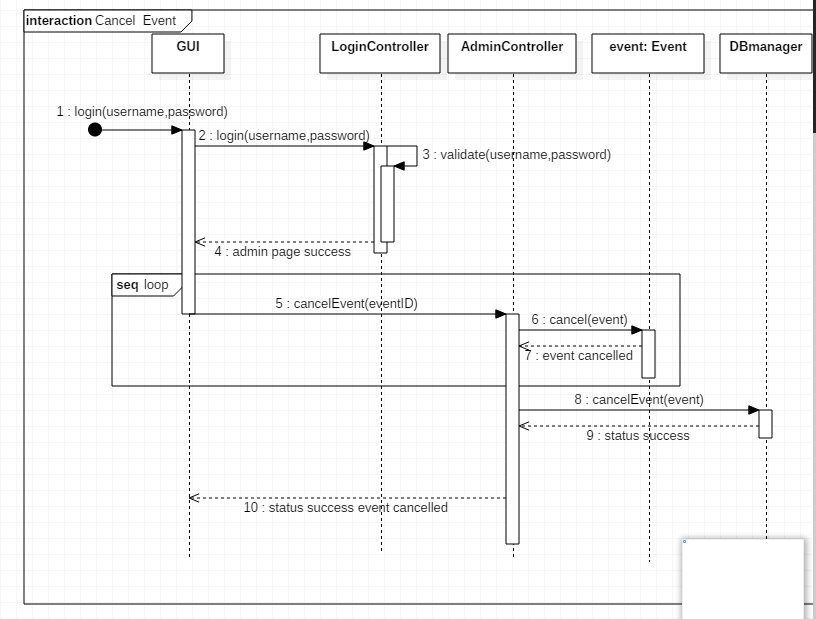 interaction Cancel Event
GUI
LoginController
AdminController
event: Event
DBmanager
1 : login(username,password)
2 : login(username,password)
3 : validate(username,password)
4 : admin page success
seq loop
5 : cancelEvent(eventID)
6 : cancel(event)
7 : event cancelled
8 : cancelEvent(event)
9 : status success
10 : status success event cancelled